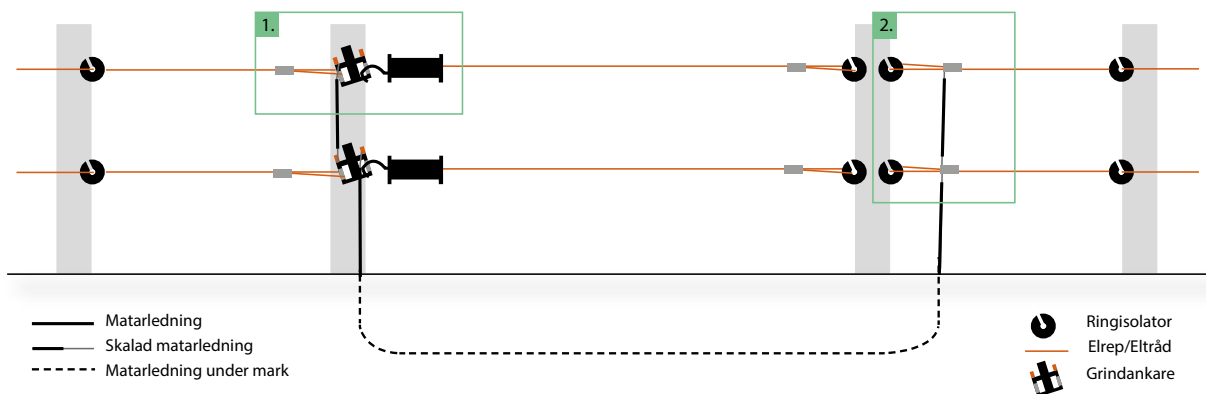 1.
2.
Matarledning
Skalad matarledning
Matarledning under mark
Ringisolator
Elrep/Eltråd
Grindankare